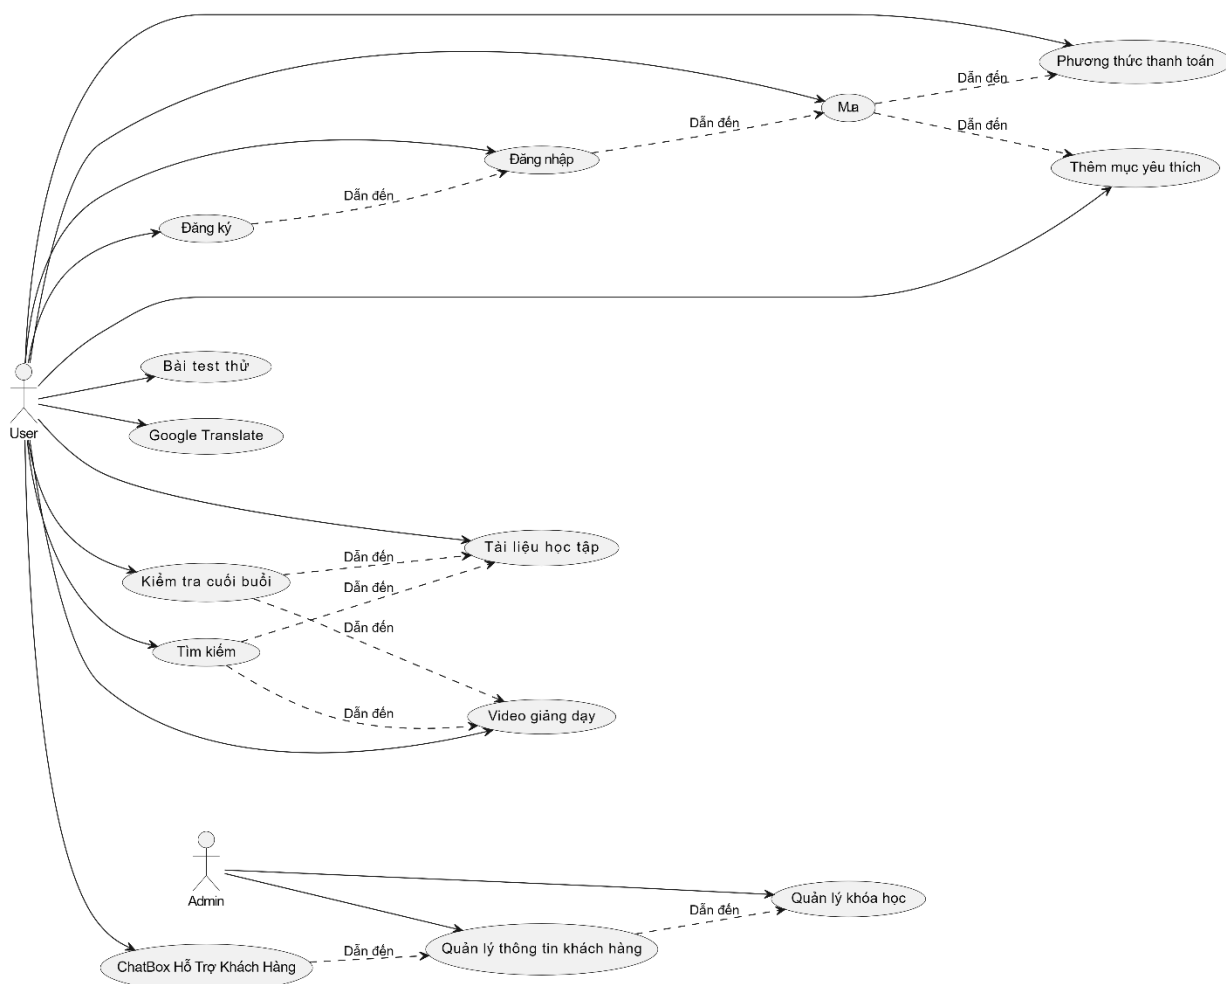 Phương thức thanh toán
Dẫn đến
Mua
Dẫn đến
Dẫn đến
Đăng nhập
Thêm mục yêu thích
Dẫn đến
Đăng ký
Bài test thử
User
Google Translate
Tài liệu học tập
Dẫn đến
Kiểm tra cuối buổi
Dẫn đến
Dẫn đến
Tìm kiếm
Dẫn đến
Video giảng dạy
Admin
Quản lý khóa học
Dẫn đến
Quản lý thông tin khách hàng
Dẫn đến
ChatBox Hỗ Trợ Khách Hàng